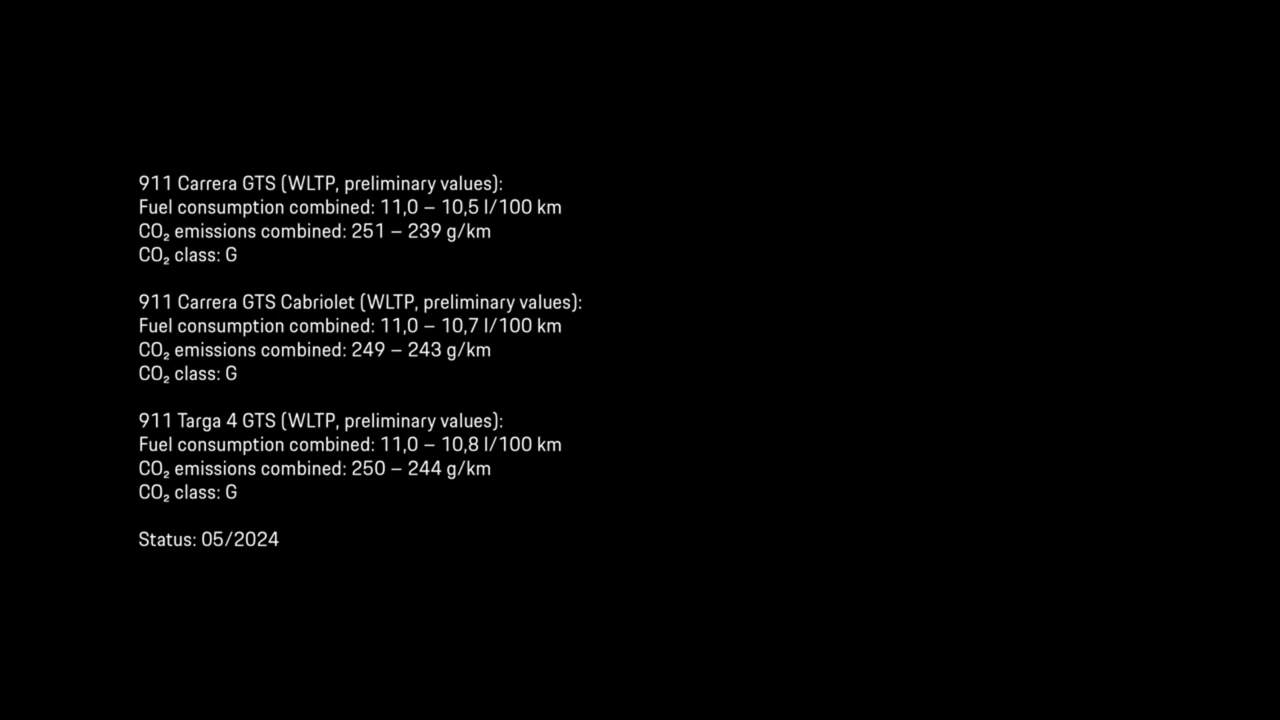 911 Carrera GTS (WLTP, preliminary values):
Fuel consumption combined: 11,0 – 10,5 l/100 km
CO₂ emissions combined: 251 – 239 g/km
CO₂ class: G
911 Carrera GTS Cabriolet (WLTP, preliminary values):
Fuel consumption combined: 11,0 – 10,7 l/100 km
CO₂ emissions combined: 249 – 243 g/km
CO₂ class: G
911 Targa 4 GTS (WLTP, preliminary values):
Fuel consumption combined: 11,0 – 10,8 l/100 km
CO₂ emissions combined: 250 – 244 g/km
CO₂ class: G
Status: 05/2024